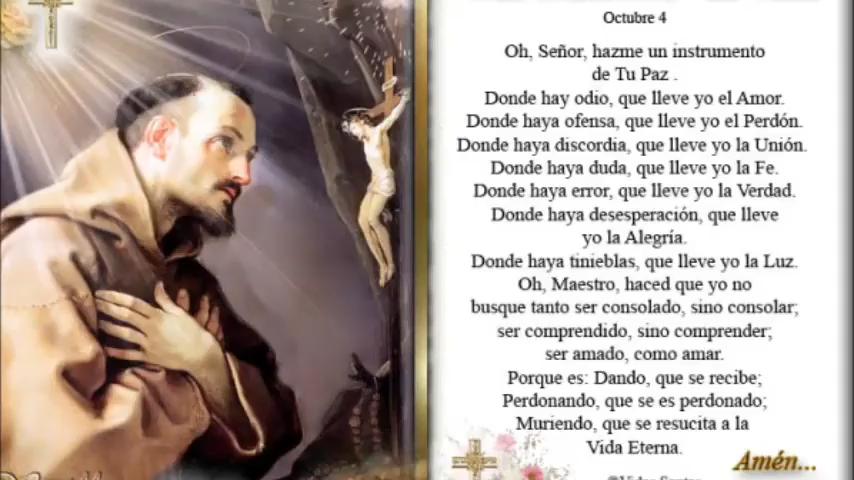 Octubre 4
Oh, Señor, hazme un instrumento
de Tu Paz .
Donde hay odio, que lleve yo el Amor.
Donde haya ofensa, que lleve yo el Perdón.
Donde haya discordia, que lleve yo la Unión.
Donde haya duda, que lleve yo la Fe.
Donde haya error, que lleve yo la Verdad.
Donde haya desesperación, que lleve
yo la Alegría.
Donde haya tinieblas, que lleve yo la Luz.
Oh, Maestro, haced que yo no
busque tanto ser consolado, sino consolar;
ser comprendido, sino comprender;
ser amado, como amar.
Porque es: Dando, que se recibe;
Perdonando, que se es perdonado;
Muriendo, que se resucita a la
Vida Eterna.
Amén...